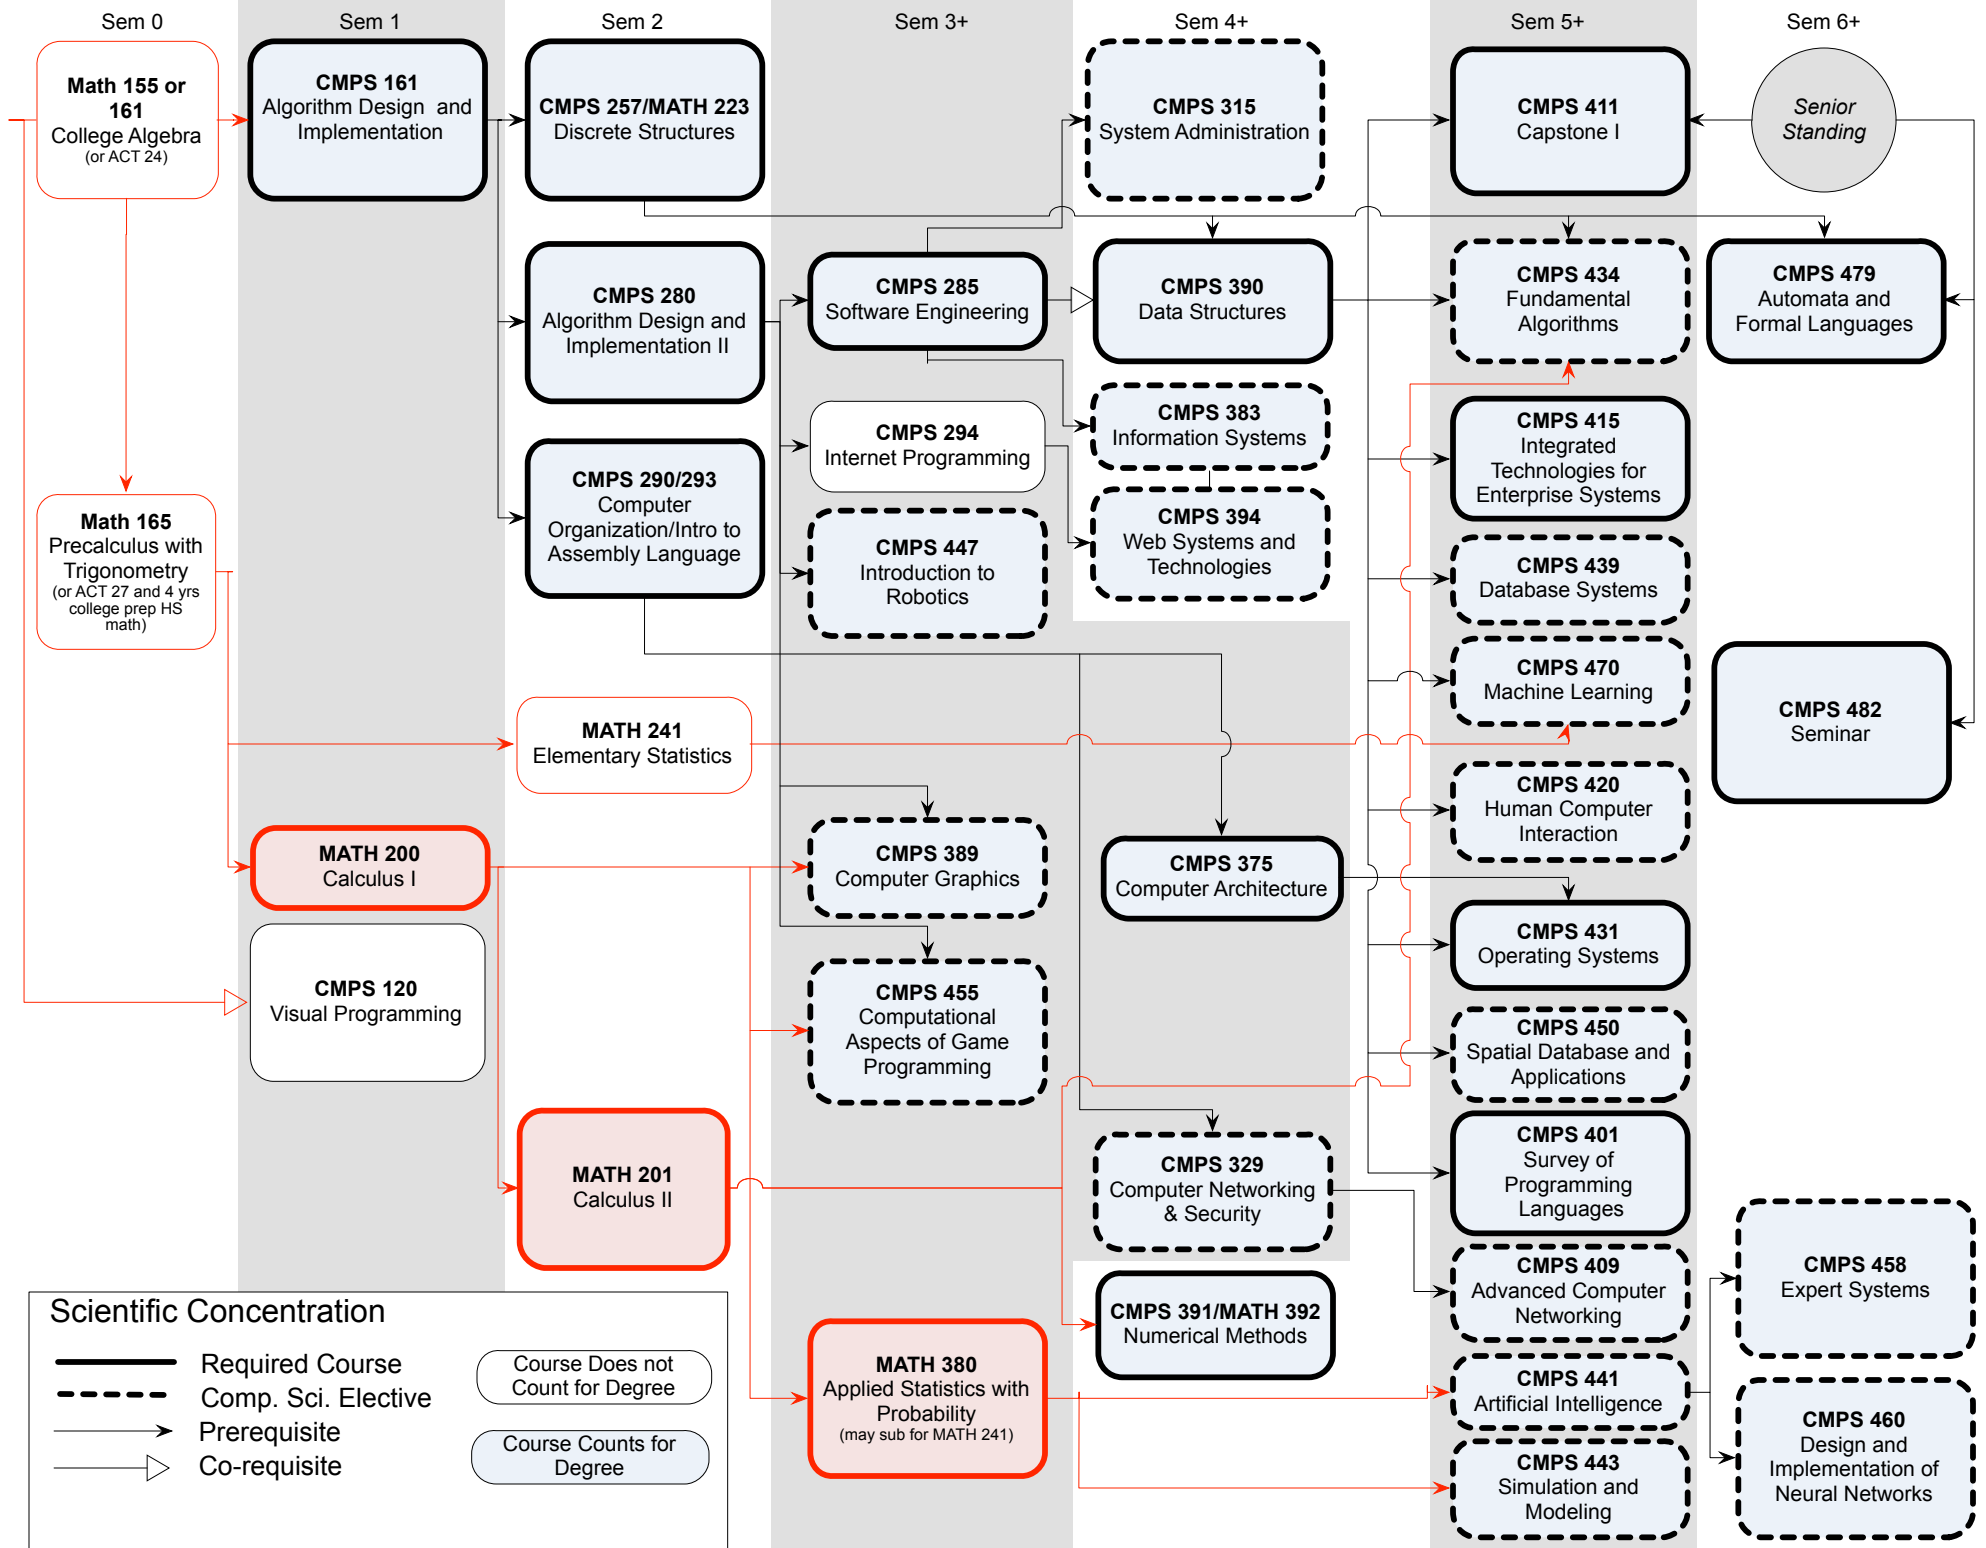 Sem 0
Sem 1
Sem 2
Sem 3+
Sem 4+
Sem 5+
Sem 6+
Math 155 or
161
College Algebra
(or ACT 24)
Math 165
Precalculus with
Trigonometry
(or ACT 27 and 4 yrs
college prep HS
math)
CMPS 161
Algorithm Design and
Implementation
MATH 200
Calculus I
CMPS 120
Visual Programming
CMPS 257/MATH 223
Discrete Structures
CMPS 280
Algorithm Design and
Implementation II
CMPS 290/293
Computer
Organization/Intro to
Assembly Language
MATH 241
Elementary Statistics
MATH 201
Calculus II
CMPS 285
Software Engineering
CMPS 294
Internet Programming
CMPS 447
Introduction to
Robotics
CMPS 389
Computer Graphics
CMPS 455
Computational
Aspects of Game
Programming
MATH 380
Applied Statistics with
Probability
(may sub for MATH 241)
CMPS 315
System Administration
CMPS 390
Data Structures
CMPS 383
Information Systems
CMPS 394
Web Systems and
Technologies
CMPS 375
Computer Architecture
CMPS 329
Computer Networking
& Security
CMPS 391/MATH 392
Numerical Methods
CMPS 411
Capstone I
CMPS 434
Fundamental
Algorithms
CMPS 415
Integrated
Technologies for
Enterprise Systems
CMPS 439
Database Systems
CMPS 470
Machine Learning
CMPS 420
Human Computer
Interaction
CMPS 431
Operating Systems
CMPS 450
Spatial Database and
Applications
CMPS 401
Survey of
Programming
Languages
CMPS 409
Advanced Computer
Networking
CMPS 441
Artificial Intelligence
CMPS 443
Simulation and
Modeling
Senior
Standing
CMPS 479
Automata and
Formal Languages
CMPS 482
Seminar
CMPS 458
Expert Systems
CMPS 460
Design and
Implementation of
Neural Networks
Scientific Concentration
Required Course
Comp. Sci. Elective
Prerequisite
Co-requisite
Course Does not
Count for Degree
Course Counts for
Degree